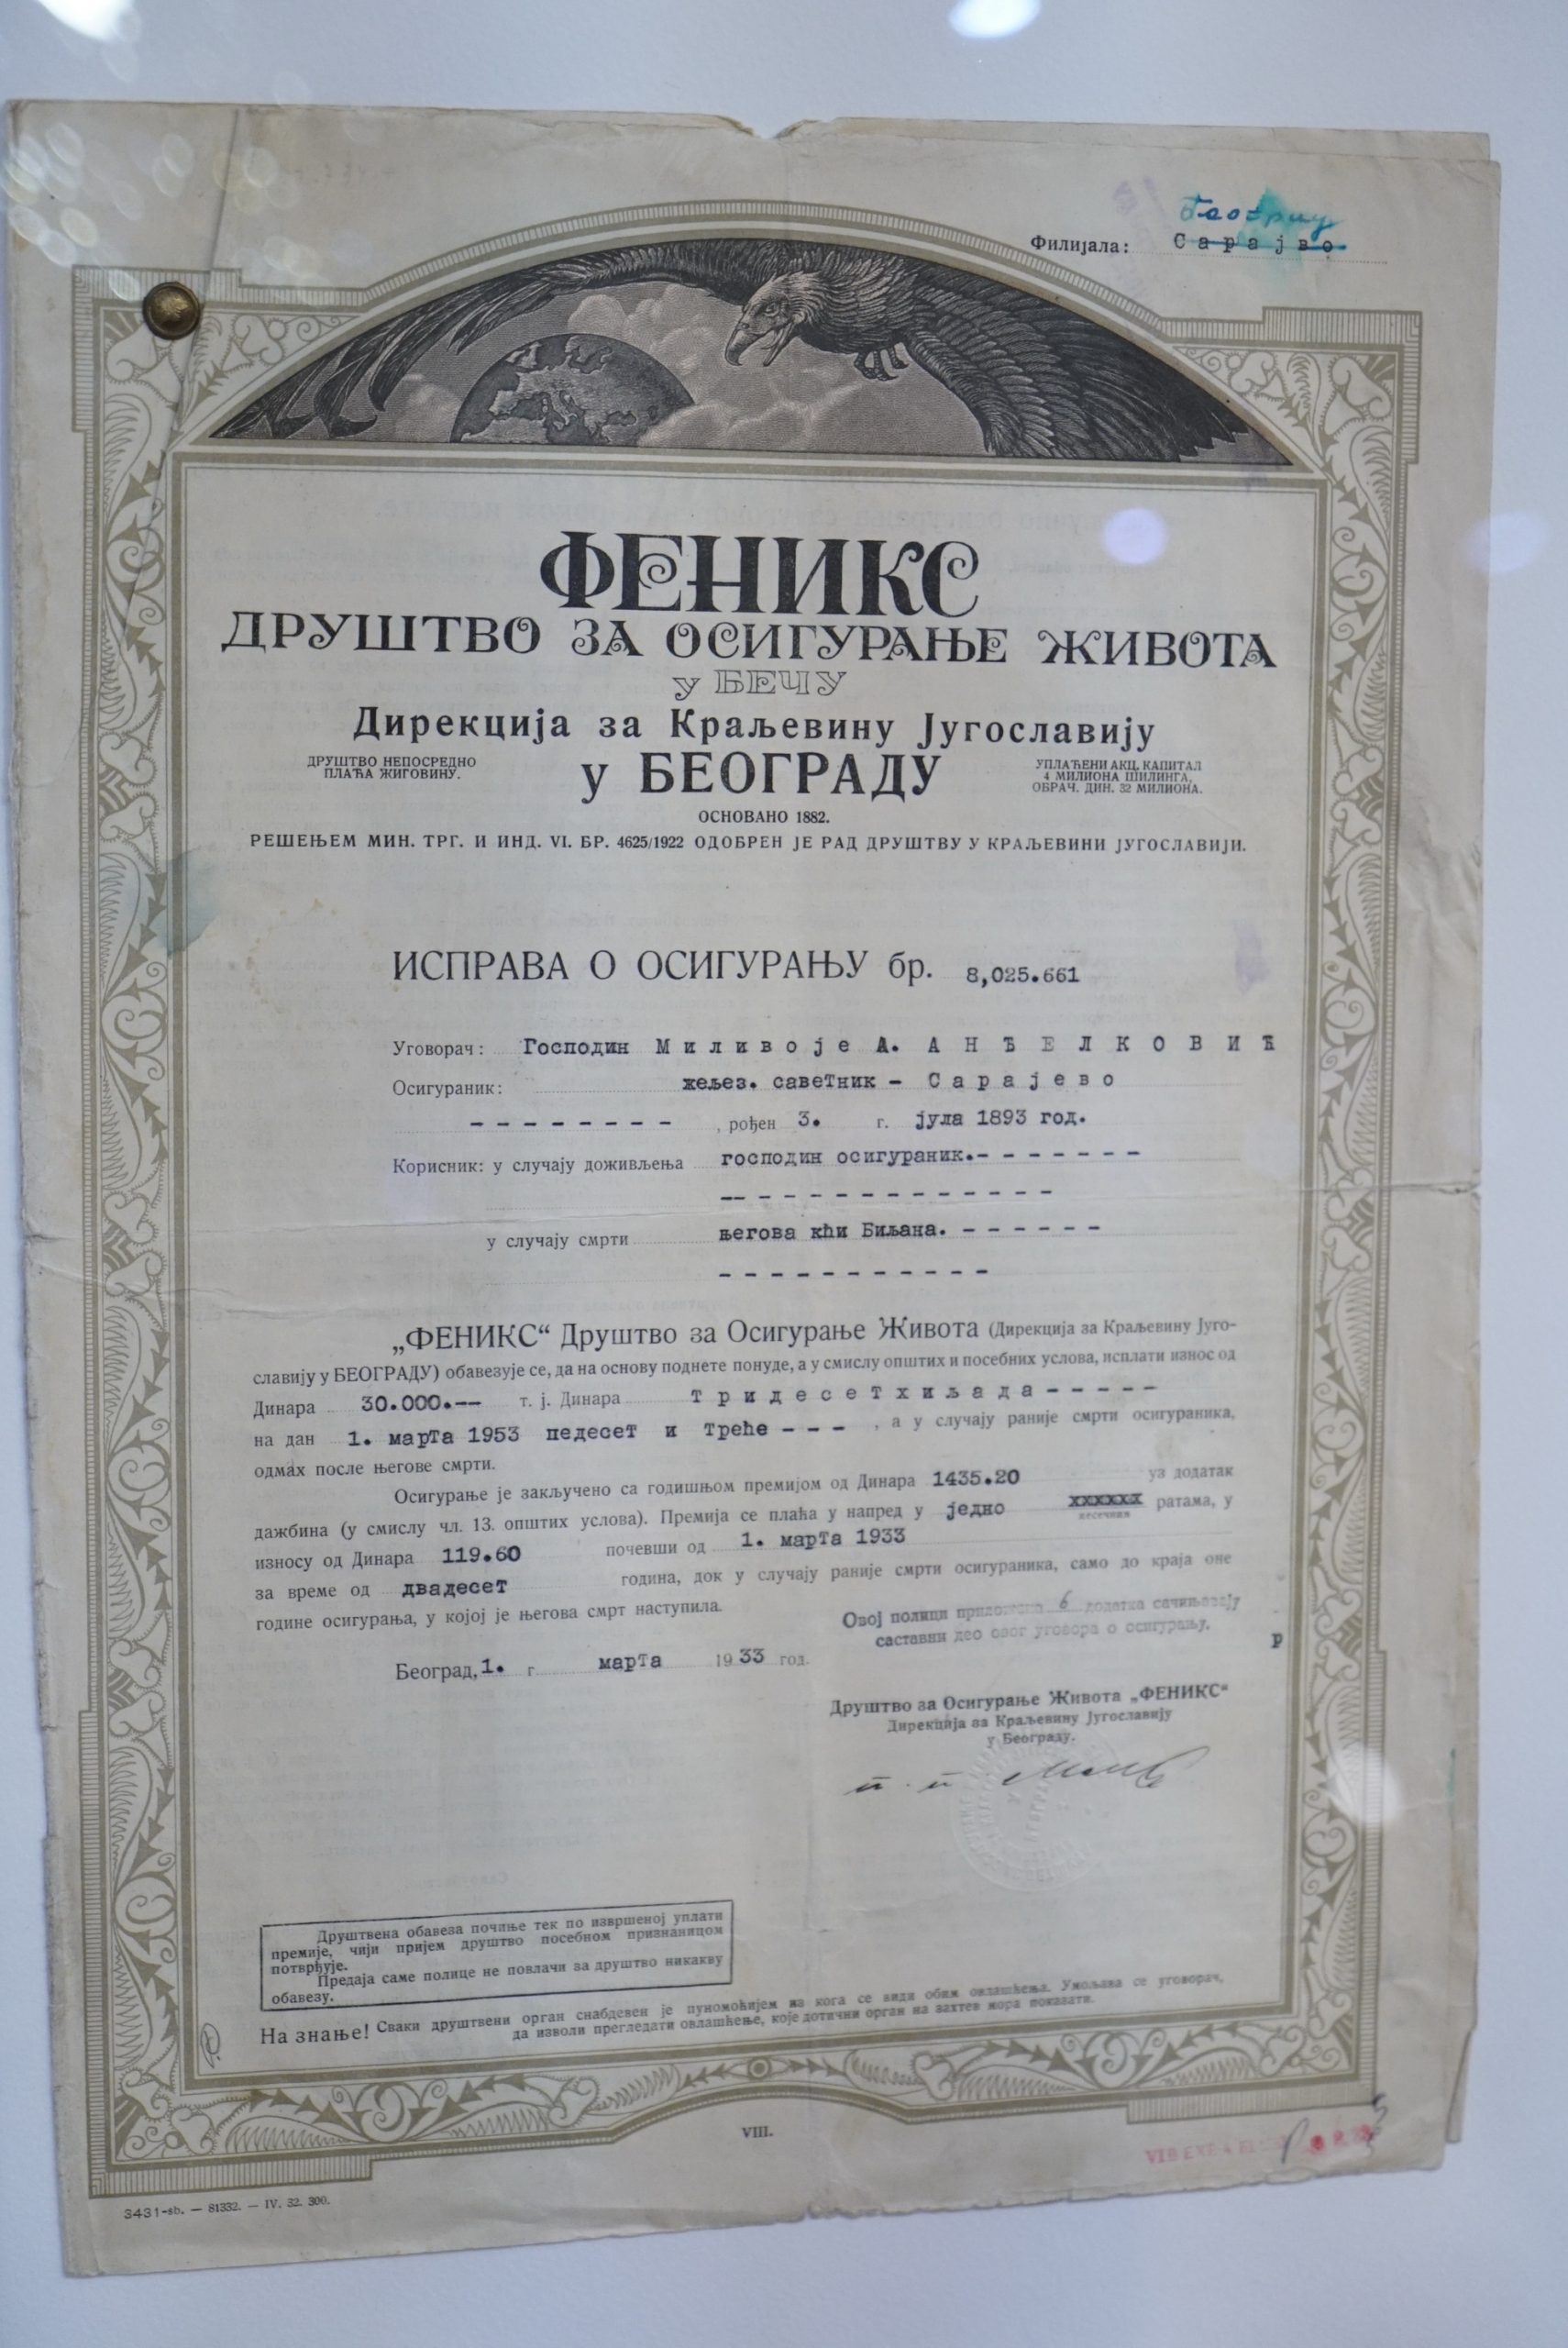 Београд
Филијала: Сарајво.
ФЕНИКС
ДРУШТВО ЗА ОСИГУРАЊЕ ЖИВОТА
У БЕЧУ
Дирекција за Краљевину Југославију
ДРУШТВО НЕПОСРЕДНО
ПЛАЋА ЖИГОВИНУ.
у БЕОГРАДУ
УПЛАЋЕНИ АКЦ. КАПИТАЛ
4 МИЛИОНА ШИЛИНГА,
ОБРАЧ. ДИН. 32 МИЛИОНА.
ОСНОВАНО 1882.
РЕШЕЊЕМ МИН. ТРГ. И ИНД. VI. БР. 4625/1922 ОДОБРЕН ЈЕ РАД ДРУШТВУ У КРАЉЕВИНИ ЈУГОСЛАВИЈИ.
ИСПРАВА О ОСИГУРАЊУ бр. 8,025.661
Уговорач: Господин Миливоје А. АНЂЕЛКОВИЋ
Осигураник: жељез. саветник – Сарајево
– – – – – – – – , рођен 3. г. јула 1893 год.
Корисник: у случају доживљења господин осигураник.– – – – – – –
–– – – – – – – – – – – – –
у случају смрти његова кћи Биљана. – – – – – –
– – – – – – – – – – –
„ФЕНИКС“ Друштво за Осигурање Живота (Дирекција за Краљевину Југо-
славију у БЕОГРАДУ) обавезује се, да на основу поднете понуде, а у смислу општих и посебних услова, исплати износ од
Динара 30.000.–– т. ј. Динара Тридесетхиљада – – – – –
на дан 1. марта 1953 педесет и треће – – – , а у случају раније смрти осигураника,
одмах после његове смрти.
Осигурање је закључено са годишњом премијом од Динара 1435.20 уз додатак
дажбина (у смислу чл. 13. општих услова). Премија се плаћа у напред у једно xxxxxx ратама, у
износу од Динара 119.60 почевши од 1. марта 1933
за време од двадесет година, док у случају раније смрти осигураника, само до краја оне
године осигурања, у којој је његова смрт наступила.
Овој полици приложена 6 додатка сачињавају
саставни део овог уговора о осигурању.
Р
Београд, 1. г марта 1933 год.
Друштво за Осигурање Живота „ФЕНИКС“
Дирекција за Краљевину Југославију
у Београду.
Друштвена обавеза почиње тек по извршеној уплати
премије, чији пријем друштво посебном признаницом
потврђује.
Предаја саме полице не повлачи за друштво никакву
обавезу.
На знање! Сваки друштвени орган снабдевен је пуномоћијем из кога се види обим овлашћења. Умољава се уговорач,
да изволи прегледати овлашћење, које дотични орган на захтев мора показати.
VIII.
3431-sb. — 81332. — IV. 32. 300.